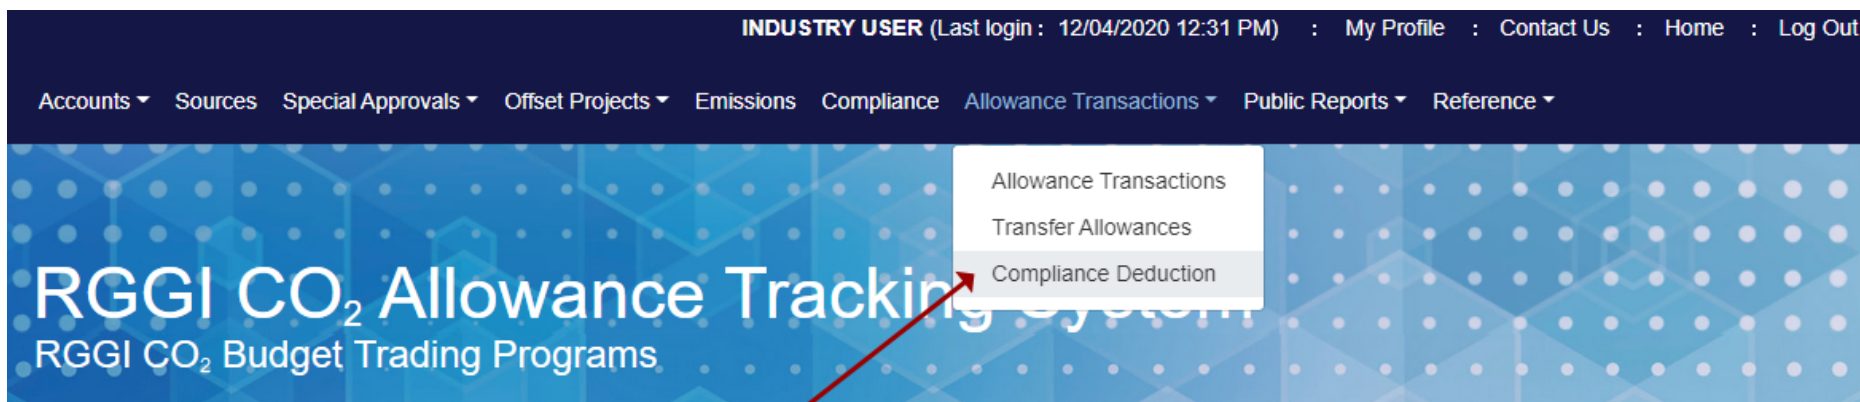 INDUSTRY USER (Last login : 12/04/2020 12:31 PM) : My Profile : Contact Us : Home : Log Out
Accounts Sources Special Approvals Offset Projects Emissions Compliance Allowance Transactions Public Reports Reference
Allowance Transactions
Transfer Allowances
Compliance Deduction
RGGI CO₂ Allowance Tracking System
RGGI CO₂ Budget Trading Programs